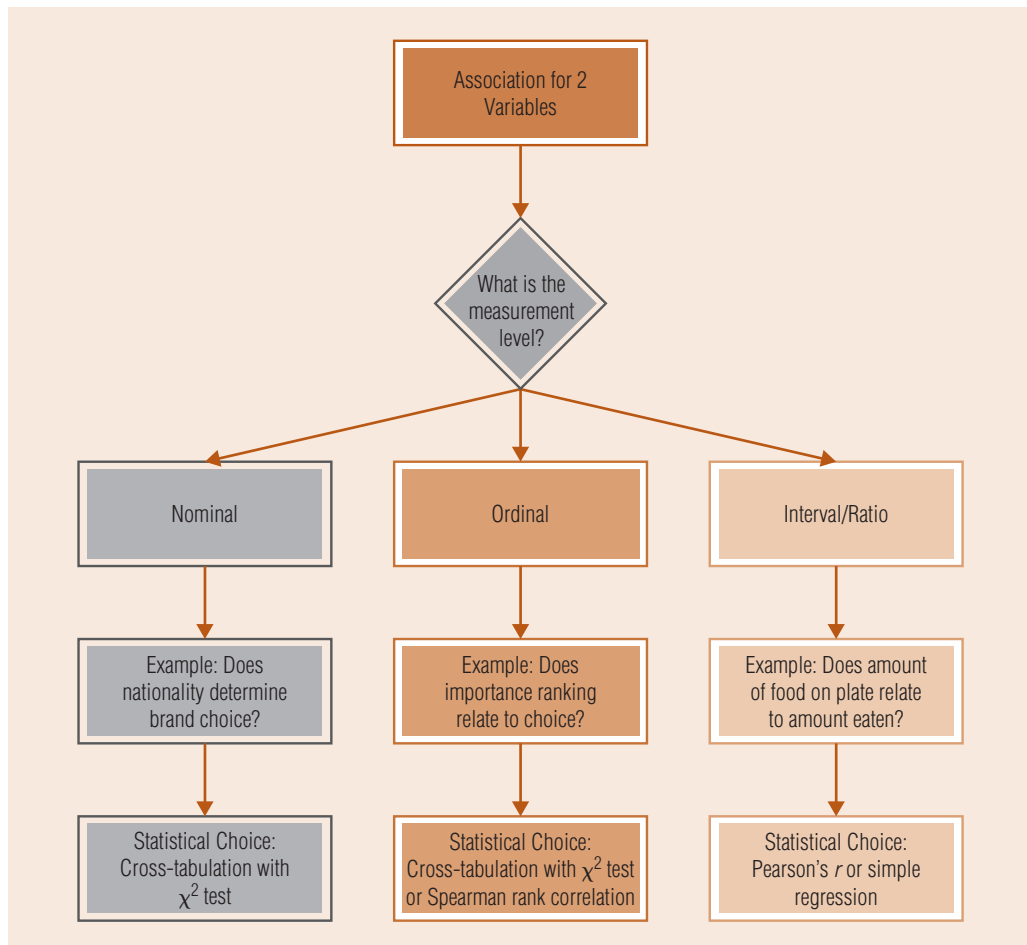 Association for 2
Variables
What is the
measurement
level?
Nominal
Ordinal
Interval/Ratio
Example: Does
nationality determine
brand choice?
Example: Does
importance ranking
relate to choice?
Example: Does amount
of food on plate relate
to amount eaten?
Statistical Choice:
Cross-tabulation with
χ² test
Statistical Choice:
Cross-tabulation with χ² test
or Spearman rank correlation
Statistical Choice:
Pearson’s r or simple
regression